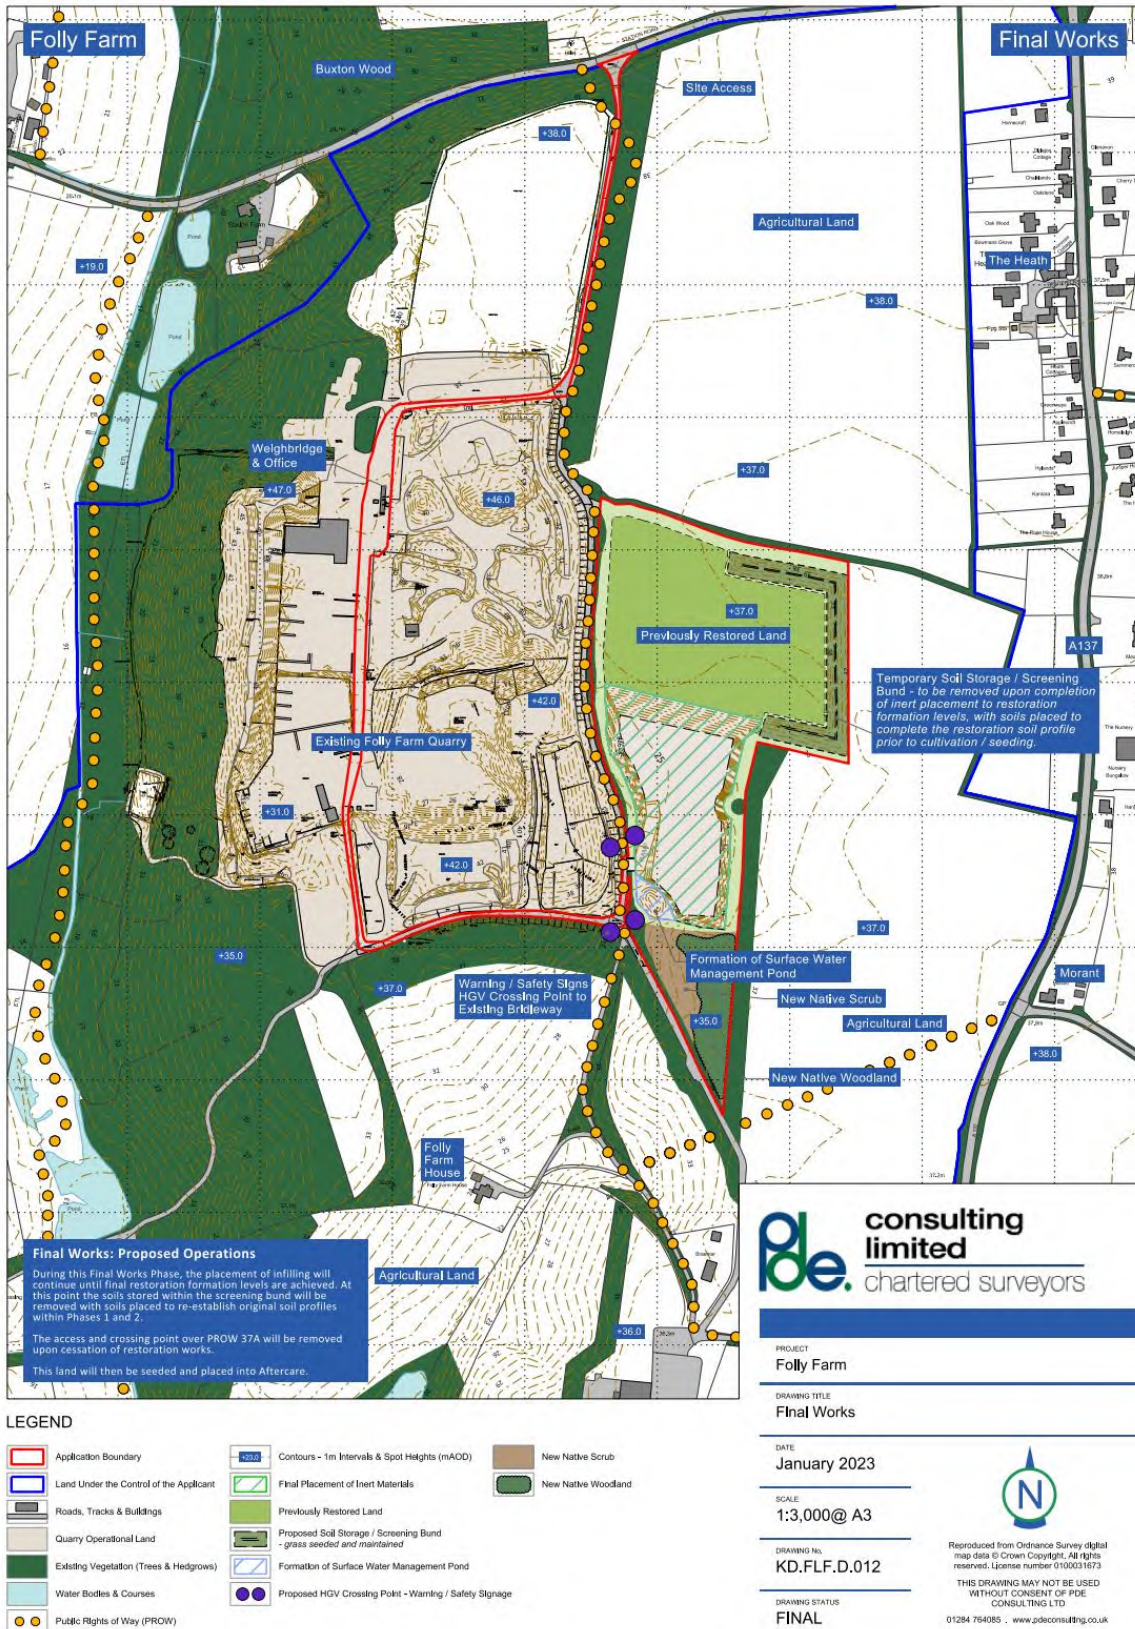 Folly Farm
Final Works
Buxton Wood
STATION ROAD
Site Access
+38.0
Agricultural Land
The Heath
+19.0
+38.0
Pond
Pond
Pond
Homecroft
Oakdene
Oak Wood
Weighbridge
& Office
+47.0
+46.0
+37.0
+37.0
Previously Restored Land
A137
Temporary Soil Storage / Screening
Bund - to be removed upon completion
of inert placement to restoration
formation levels, with soils placed to
complete the restoration soil profile
prior to cultivation / seeding.
+42.0
Existing Folly Farm Quarry
+31.0
+42.0
+35.0
+37.0
+37.0
Formation of Surface Water
Management Pond
Warning / Safety Signs
HGV Crossing Point to
Existing Bridleway
New Native Scrub
Morant
+35.0
Agricultural Land
+38.0
New Native Woodland
Folly
Farm
House
Folly Farm House
Agricultural Land
+36.0
Final Works: Proposed Operations
During this Final Works Phase, the placement of infilling will
continue until final restoration formation levels are achieved. At
this point the soils stored within the screening bund will be
removed with soils placed to re-establish original soil profiles
within Phases 1 and 2.
The access and crossing point over PROW 37A will be removed
upon cessation of restoration works.
This land will then be seeded and placed into Aftercare.
pde.
consulting
limited
chartered surveyors
PROJECT
Folly Farm
DRAWING TITLE
Final Works
DATE
January 2023
SCALE
1:3,000@ A3
DRAWING No.
KD.FLF.D.012
DRAWING STATUS
FINAL
N
Reproduced from Ordnance Survey digital
map data © Crown Copyright. All rights
reserved. License number 0100031673
THIS DRAWING MAY NOT BE USED
WITHOUT CONSENT OF PDE
CONSULTING LTD
01284 764085 . www.pdeconsulting.co.uk
LEGEND
Application Boundary
Land Under the Control of the Applicant
Roads, Tracks & Buildings
Quarry Operational Land
Existing Vegetation (Trees & Hedgrows)
Water Bodies & Courses
Public Rights of Way (PROW)
+23.0
Contours - 1m Intervals & Spot Heights (mAOD)
Final Placement of Inert Materials
Previously Restored Land
Proposed Soil Storage / Screening Bund
- grass seeded and maintained
Formation of Surface Water Management Pond
Proposed HGV Crossing Point - Warning / Safety Signage
New Native Scrub
New Native Woodland